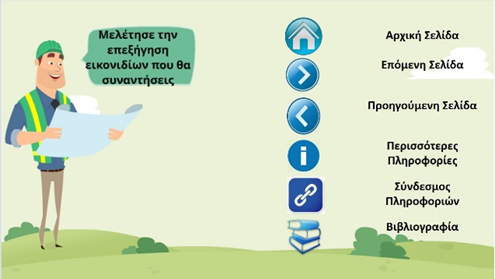 Μελέτησε την
επεξήγηση
εικονιδίων που θα
συναντήσεις
Αρχική Σελίδα
Επόμενη Σελίδα
Προηγούμενη Σελίδα
Περισσότερες
Πληροφορίες
Σύνδεσμος
Πληροφοριών
Βιβλιογραφία